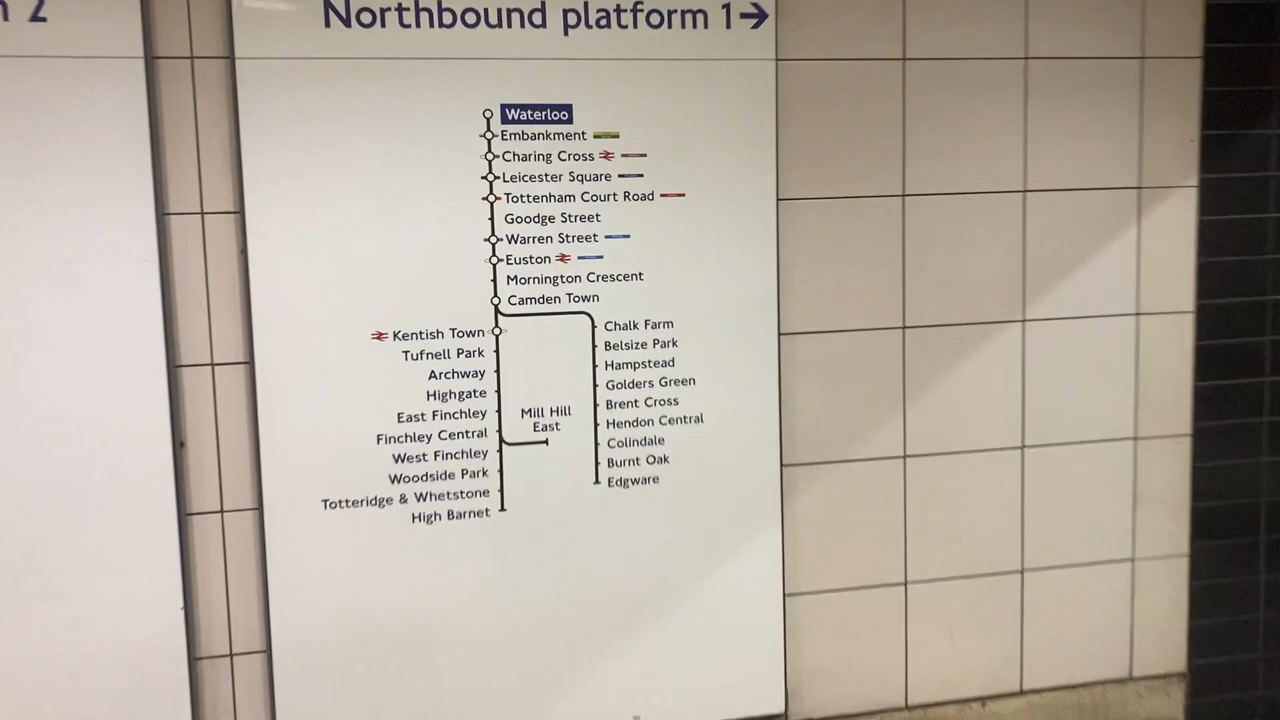 2
Northbound platform 1→
Waterloo
Embankment
Charing Cross
Leicester Square
Tottenham Court Road
Goodge Street
Warren Street
Euston
Mornington Crescent
Camden Town
Kentish Town
Tufnell Park
Archway
Highgate
East Finchley
Finchley Central
West Finchley
Woodside Park
Totteridge & Whetstone
High Barnet
Mill Hill
East
Chalk Farm
Belsize Park
Hampstead
Golders Green
Brent Cross
Hendon Central
Colindale
Burnt Oak
Edgware